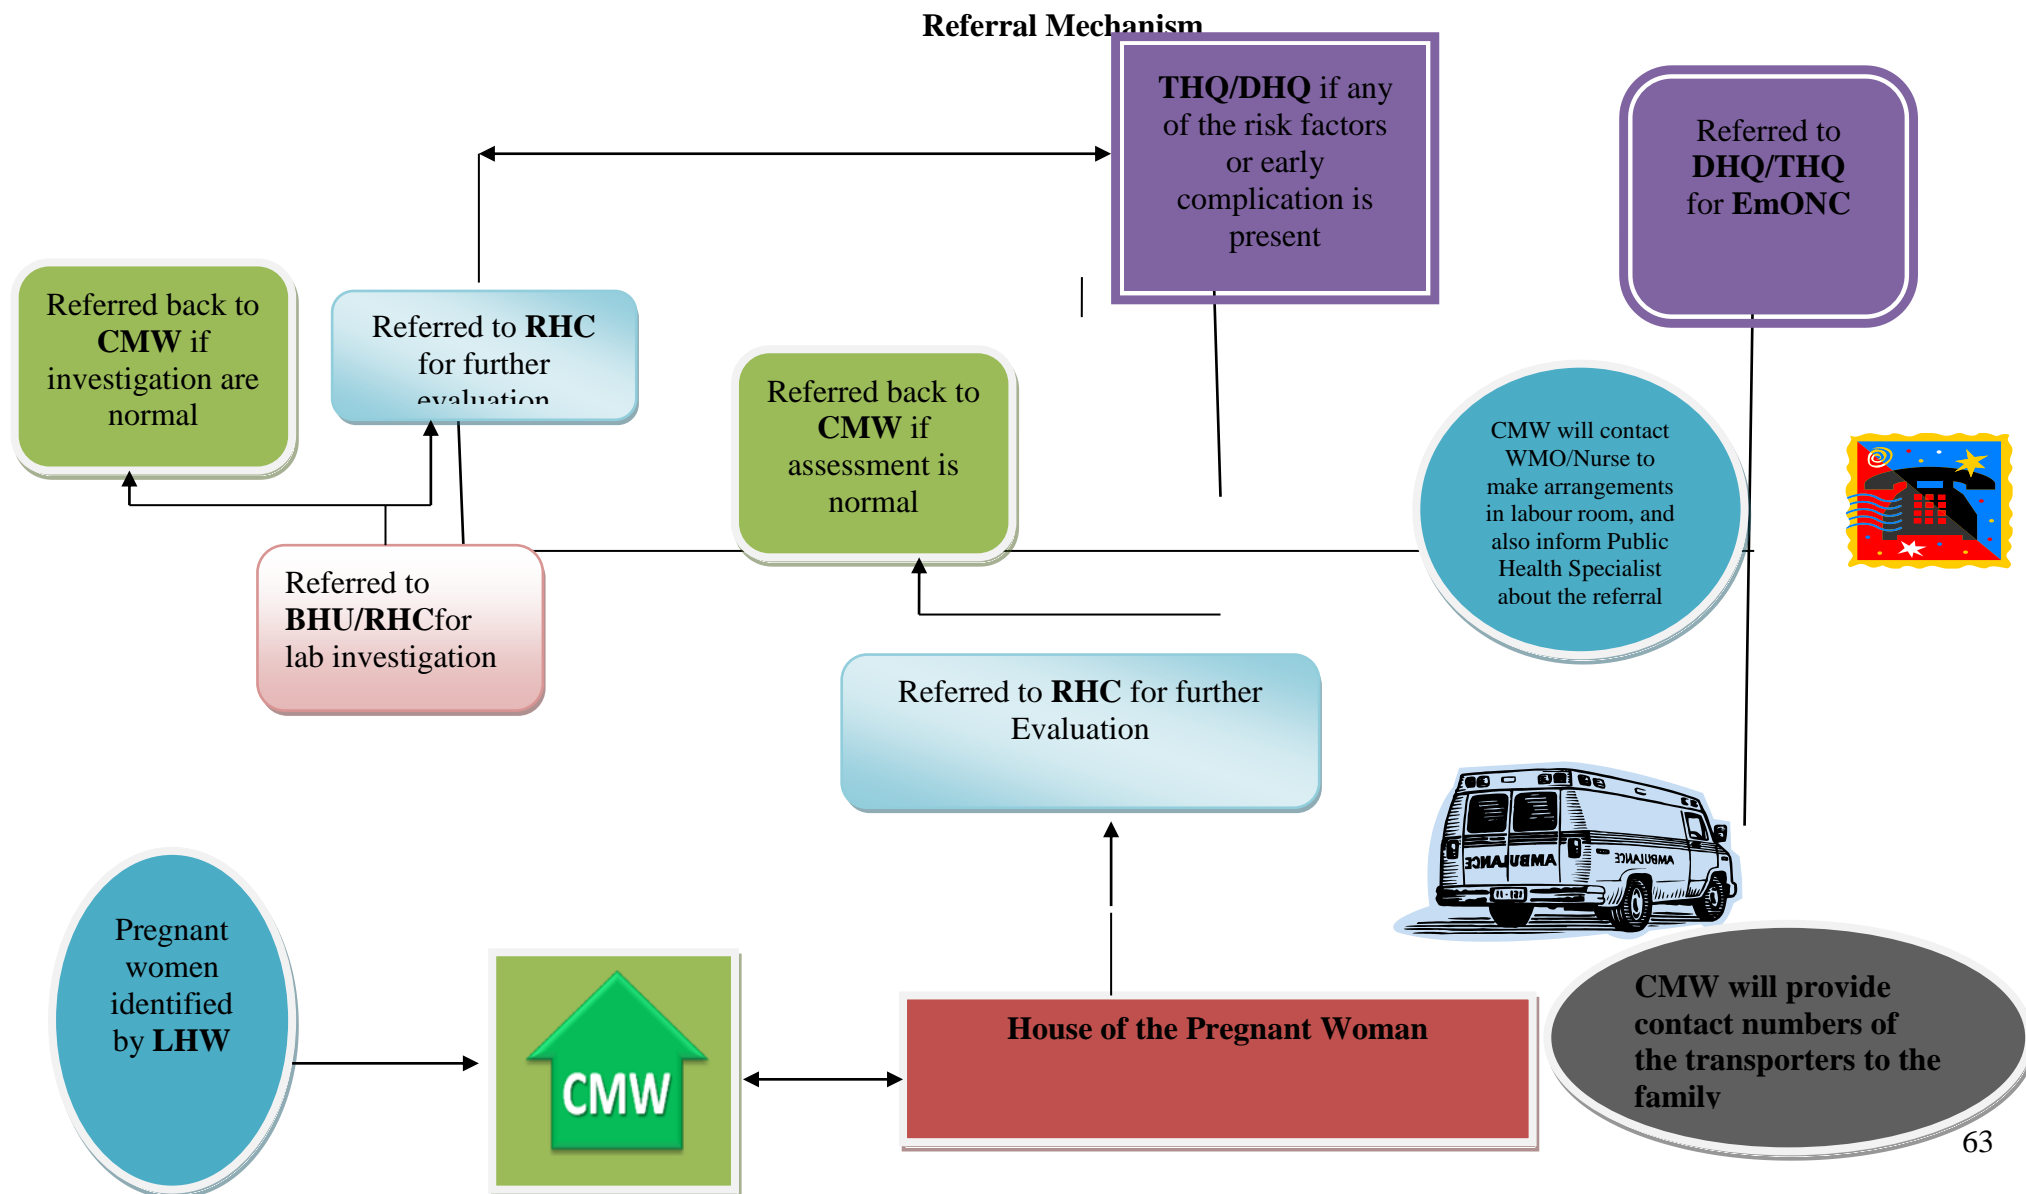 Referral Mechanism
THQ/DHQ if any
of the risk factors
or early
complication is
present
Referred to
DHQ/THQ
for EmONC
Referred back to
CMW if
investigation are
normal
Referred to RHC
for further
evaluation
Referred back to
CMW if
assessment is
normal
CMW will contact
WMO/Nurse to
make arrangements
in labour room, and
also inform Public
Health Specialist
about the referral
Referred to
BHU/RHCfor
lab investigation
Referred to RHC for further
Evaluation
AMBULANCE
AMBULANCE
Pregnant
women
identified
by LHW
CMW
House of the Pregnant Woman
CMW will provide
contact numbers of
the transporters to the
family
63